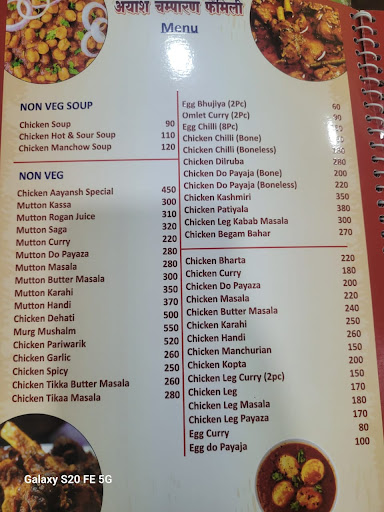 अयांश चम्पारण फैमिली
Menu
NON VEG SOUP
Chicken Soup 90
Chicken Hot & Sour Soup 110
Chicken Manchow Soup 120
NON VEG
Chicken Aayansh Special 450
Mutton Kassa 300
Mutton Rogan Juice 310
Mutton Saga 320
Mutton Curry 220
Mutton Do Payaza 280
Mutton Masala 280
Mutton Butter Masala 300
Mutton Karahi 350
Mutton Handi 370
Chicken Dehati 500
Murg Mushalm 550
Chicken Pariwarik 520
Chicken Garlic 260
Chicken Spicy 250
Chicken Tikka Butter Masala 260
Chicken Tikaa Masala 280
Egg Bhujiya (2Pc) 60
Omlet Curry (2Pc) 90
Egg Chilli (8pc)
Chicken Chilli (Bone)
Chicken Chilli (Boneless) 280
Chicken Dilruba 280
Chicken Do Payaja (Bone) 200
Chicken Do Payaja (Boneless) 220
Chicken Kashmiri 350
Chicken Patiyala 380
Chicken Leg Kabab Masala 300
Chicken Begam Bahar 270
Chicken Bharta 220
Chicken Curry 180
Chicken Do Payaza 200
Chicken Masala 220
Chicken Butter Masala 240
Chicken Karahi 250
Chicken Handi 260
Chicken Manchurian 300
Chicken Kopta 200
Chicken Leg Curry (2pc) 150
Chicken Leg 150
Chicken Leg Masala 180
Chicken Leg Payaza 170
Egg Curry 80
Egg do Payaja 100
Galaxy S20 FE 5G